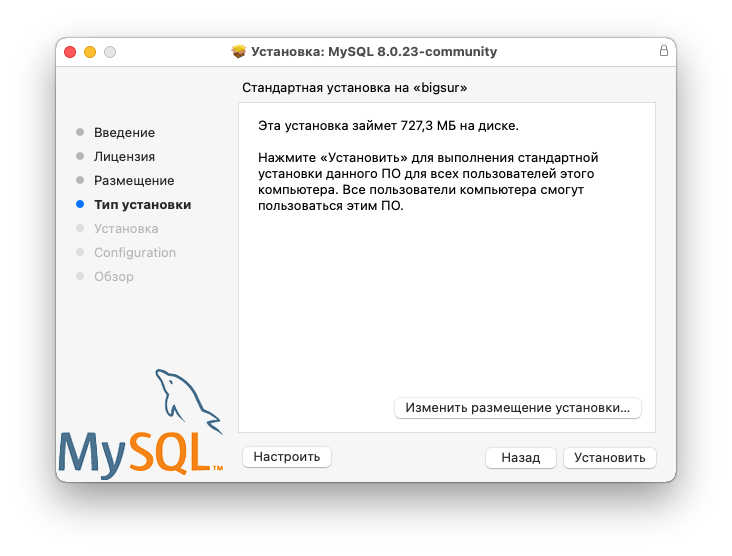 Установка: MySQL 8.0.23-community
Стандартная установка на «bigsur»
Введение
Лицензия
Размещение
Тип установки
Установка
Configuration
Обзор
Эта установка займет 727,3 МБ на диске.
Нажмите «Установить» для выполнения стандартной
установки данного ПО для всех пользователей этого
компьютера. Все пользователи компьютера смогут
пользоваться этим ПО.
Изменить размещение установки...
MySQL™
Настроить
Назад
Установить